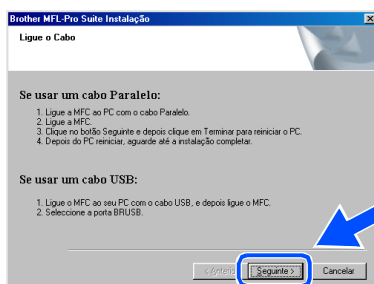 Brother MFL-Pro Suite Instalação
Ligue o Cabo
Se usar um cabo Paralelo:
1. Ligue a MFC ao PC com o cabo Paralelo.
2. Ligue a MFC.
3. Clique no botão Seguinte e depois clique em Terminar para reiniciar o PC.
4. Depois do PC reiniciar, aguarde até a instalação completar.
Se usar um cabo USB:
1. Ligue o MFC ao seu PC com o cabo USB, e depois ligue o MFC.
2. Seleccione a porta BRUSB.
Seguinte > Cancelar